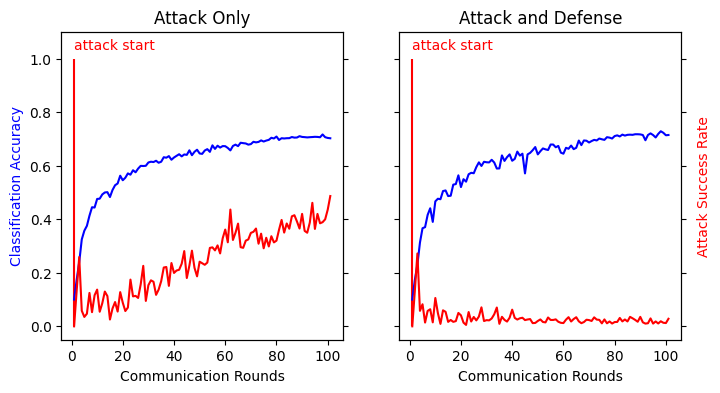 Attack Only
Attack and Defense
attack start
attack start
1.0
0.8
0.6
0.4
0.2
0.0
Classification Accuracy
Attack Success Rate
0
20
40
60
80
100
0
20
40
60
80
100
Communication Rounds
Communication Rounds